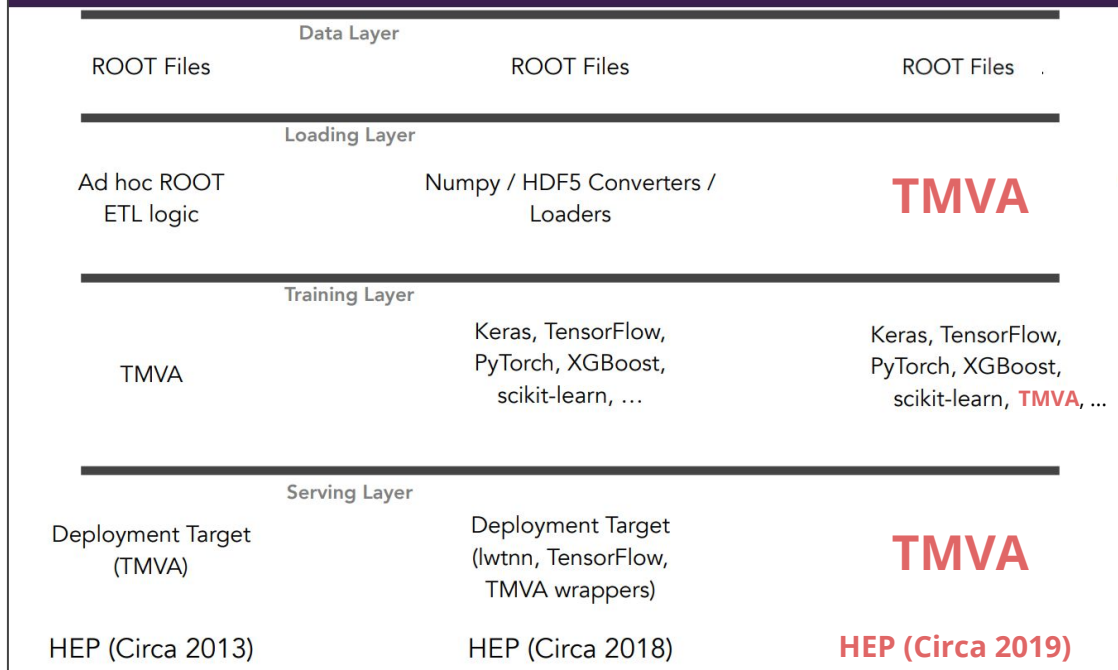 Data Layer
ROOT Files
ROOT Files
ROOT Files .
Loading Layer
Ad hoc ROOT
ETL logic
Numpy / HDF5 Converters /
Loaders
TMVA
Training Layer
TMVA
Keras, TensorFlow,
PyTorch, XGBoost,
scikit-learn, …
Keras, TensorFlow,
PyTorch, XGBoost,
scikit-learn, TMVA, ...
Serving Layer
Deployment Target
(TMVA)
Deployment Target
(lwtnn, TensorFlow,
TMVA wrappers)
TMVA
HEP (Circa 2013)
HEP (Circa 2018)
HEP (Circa 2019)